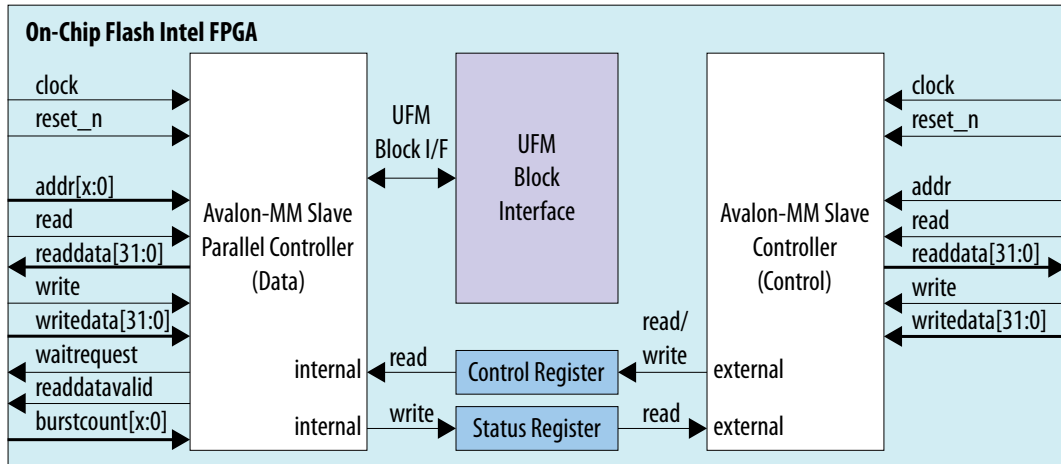 On-Chip Flash Intel FPGA
clock
reset_n
addr[x:0]
read
readdata[31:0]
write
writedata[31:0]
waitrequest
readdatavalid
burstcount[x:0]
Avalon-MM Slave
Parallel Controller
(Data)
internal
internal
UFM
Block I/F
UFM
Block
Interface
read
write
Control Register
Status Register
read/
write
read
Avalon-MM Slave
Controller
(Control)
external
external
clock
reset_n
addr
read
readdata[31:0]
write
writedata[31:0]